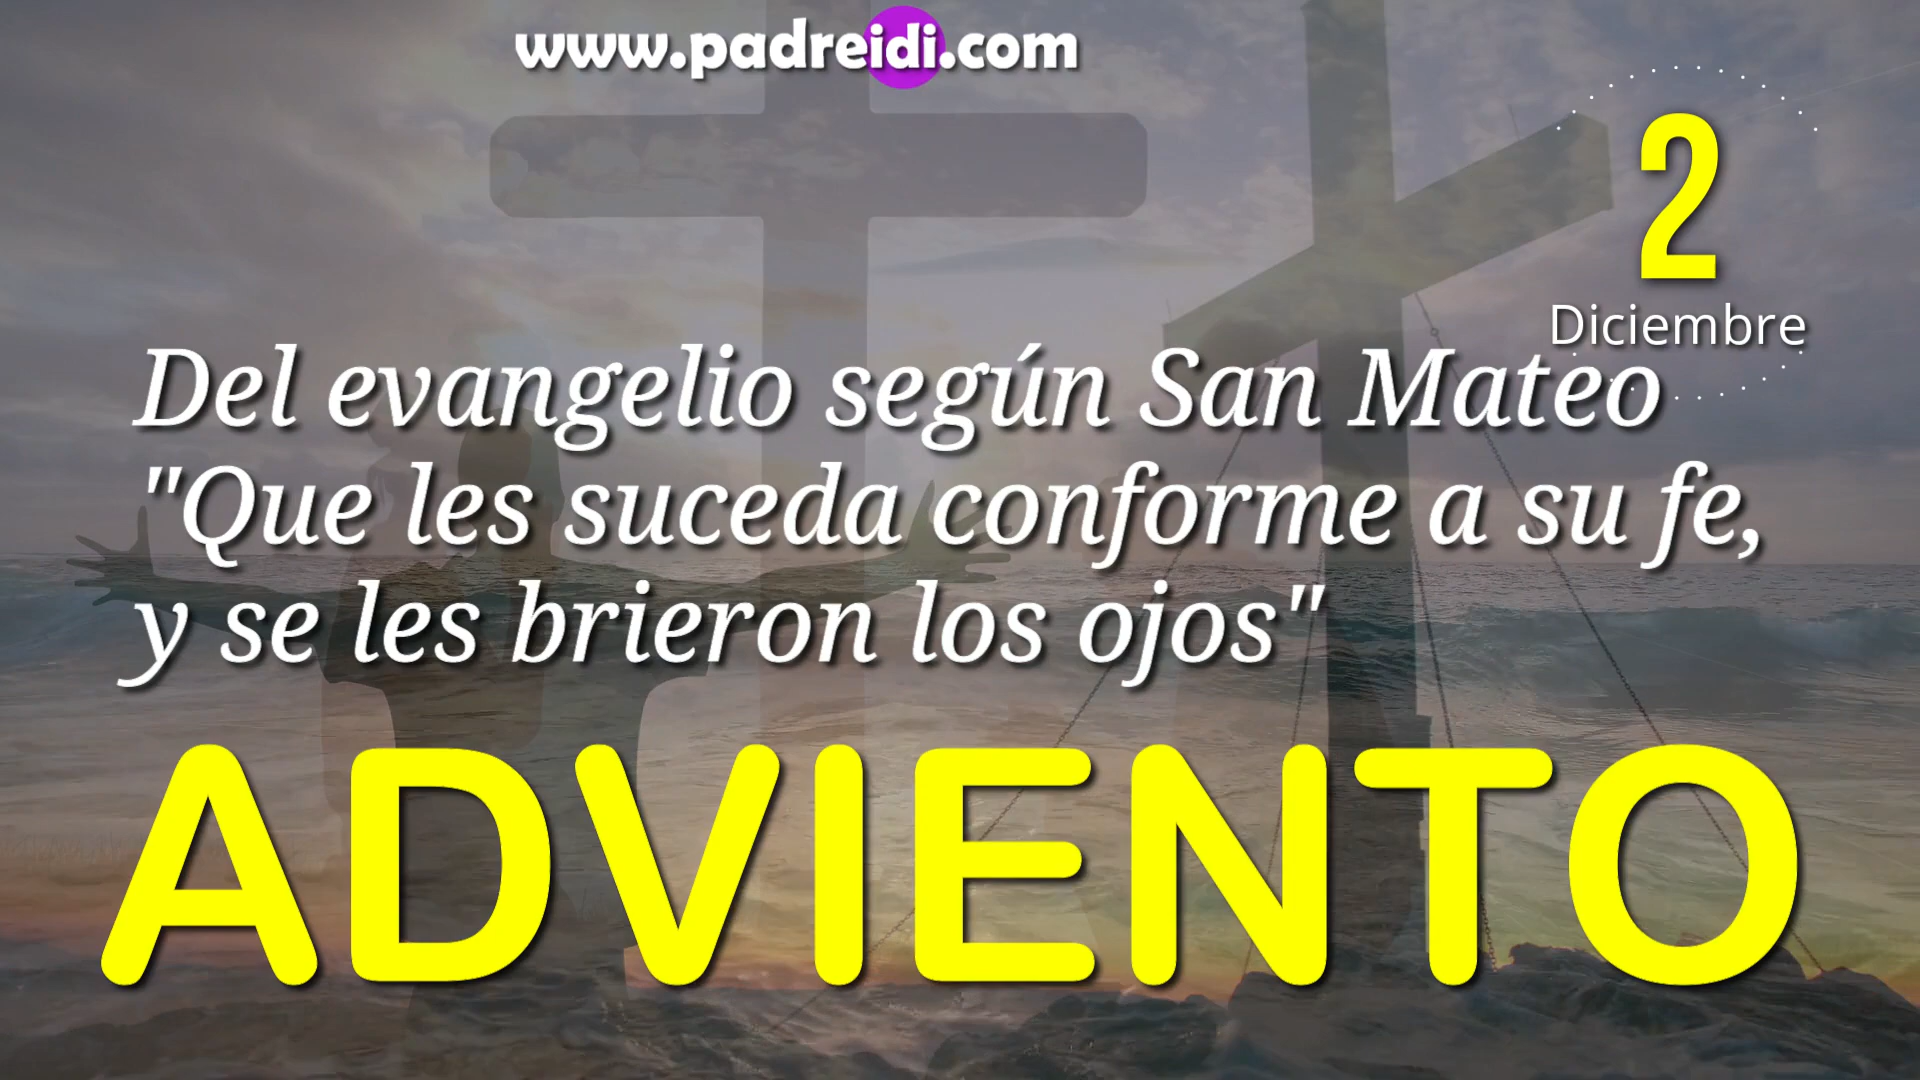 www.padreidi.com
2
Diciembre
Del evangelio según San Mateo
"Que les suceda conforme a su fe,
y se les brieron los ojos"
ADVIENTO